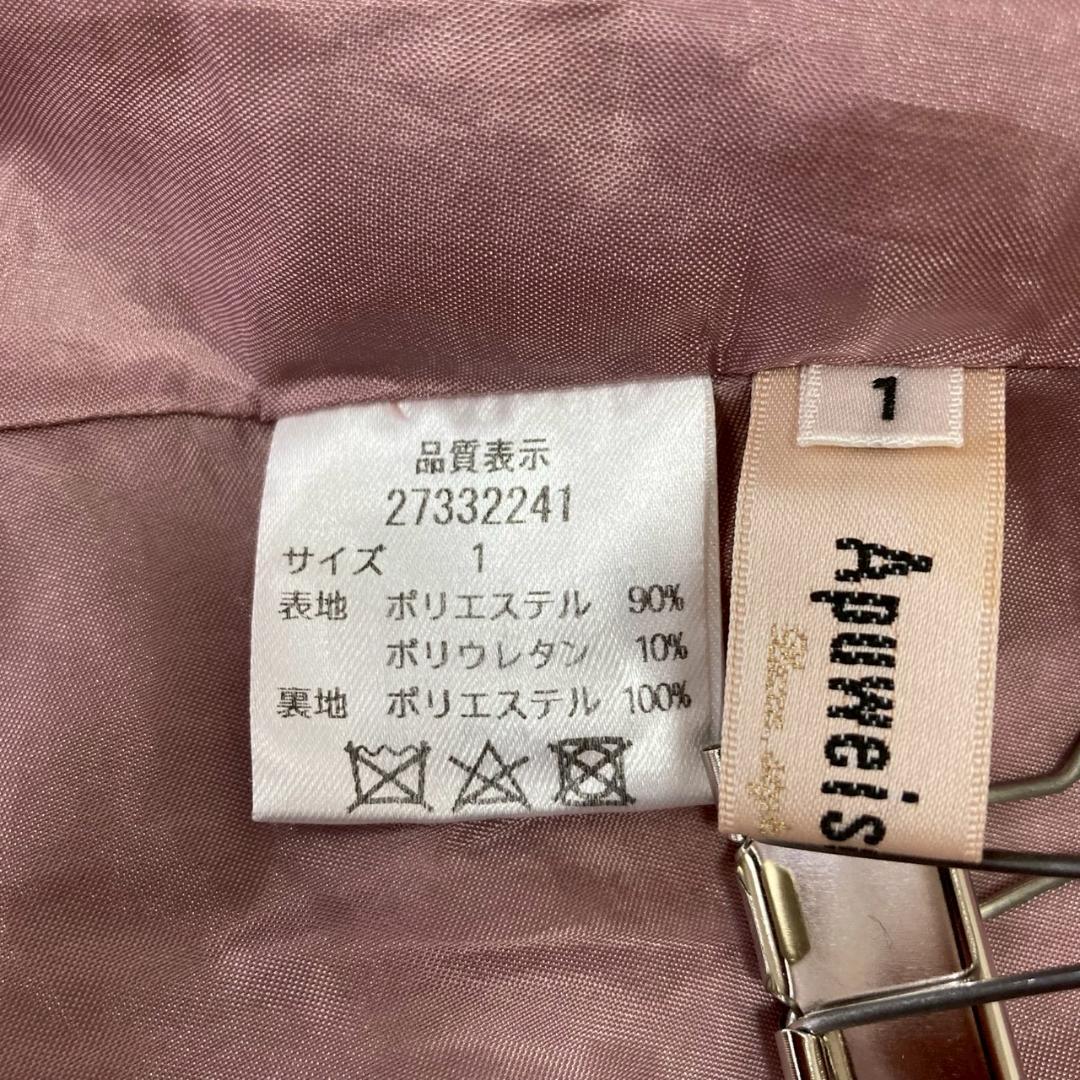 品質表示
27332241
サイズ 1
表地 ポリエステル 90%
ポリウレタン 10%
裏地 ポリエステル 100%
1
Apuweis